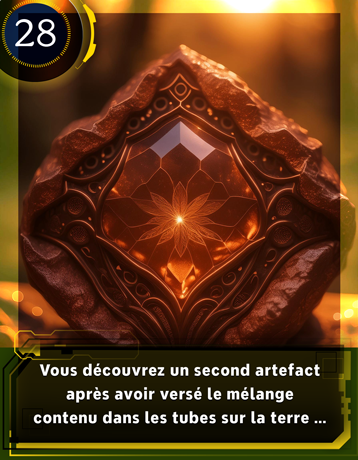 28
Vous découvrez un second artefact
après avoir versé le mélange
contenu dans les tubes sur la terre ...